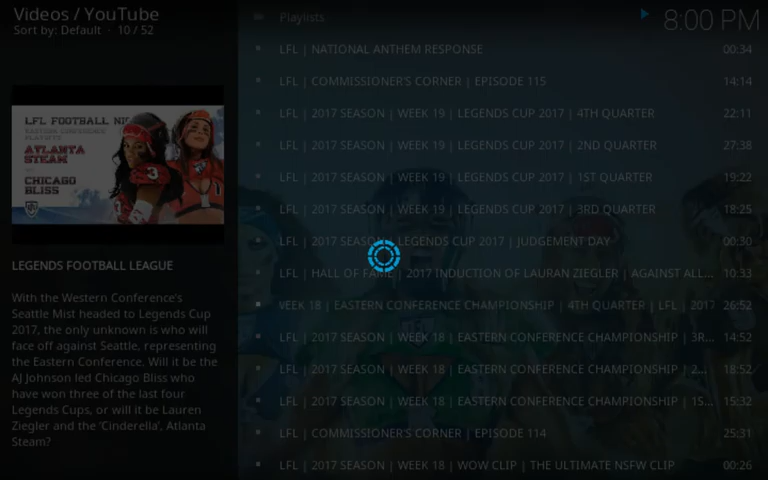 Videos / YouTube
Sort by: Default · 10 / 52
8:00 PM
Playlists
LFL | NATIONAL ANTHEM RESPONSE 00:34
LFL | COMMISSIONER'S CORNER | EPISODE 115 14:14
LFL | 2017 SEASON | WEEK 19 | LEGENDS CUP 2017 | 4TH QUARTER 22:11
LFL | 2017 SEASON | WEEK 19 | LEGENDS CUP 2017 | 2ND QUARTER 27:38
LFL | 2017 SEASON | WEEK 19 | LEGENDS CUP 2017 | 1ST QUARTER 19:22
LFL | 2017 SEASON | WEEK 19 | LEGENDS CUP 2017 | 3RD QUARTER 18:25
LFL | 2017 SEASON | LEGENDS CUP 2017 | JUDGEMENT DAY 00:30
LFL | HALL OF FAME | 2017 INDUCTION OF LAURAN ZIEGLER | AGAINST ALL... 10:33
WEEK 18 | EASTERN CONFERENCE CHAMPIONSHIP | 4TH QUARTER | LFL | 2017 26:52
LFL | 2017 SEASON | WEEK 18 | EASTERN CONFERENCE CHAMPIONSHIP | 3R... 14:52
LFL | 2017 SEASON | WEEK 18 | EASTERN CONFERENCE CHAMPIONSHIP | 2... 18:52
LFL | 2017 SEASON | WEEK 18 | EASTERN CONFERENCE CHAMPIONSHIP | 1S... 15:32
LFL | COMMISSIONER'S CORNER | EPISODE 114 25:31
LFL | 2017 SEASON | WEEK 18 | WOW CLIP | THE ULTIMATE NSFW CLIP 00:26
LFL FOOTBALL NI
EASTERN CONFERENCE
PLAYOFFS
ATLANTA
STEAM
VS
CHICAGO
BLISS
3
LEGENDS FOOTBALL LEAGUE
With the Western Conference's
Seattle Mist headed to Legends Cup
2017, the only unknown is who will
face off against Seattle, representing
the Eastern Conference. Will it be the
AJ Johnson led Chicago Bliss who
have won three of the last four
Legends Cups, or will it be Lauren
Ziegler and the 'Cinderella', Atlanta
Steam?